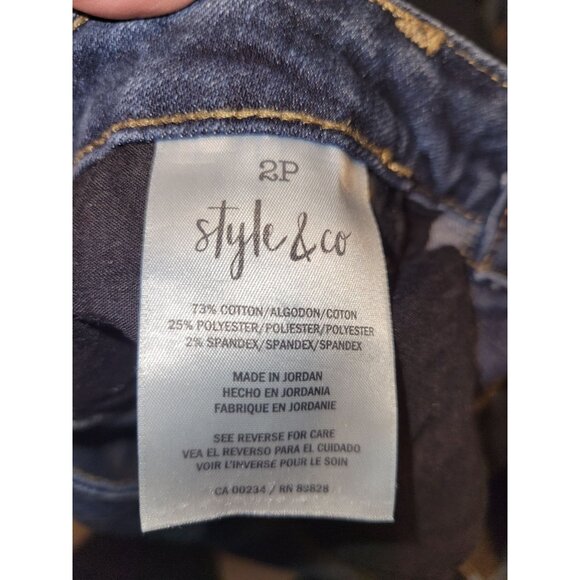 2P
style & co
73% COTTON/ALGODON/COTON
25% POLYESTER/POLIESTER/POLYESTER
2% SPANDEX/SPANDEX/SPANDEX
MADE IN JORDAN
HECHO EN JORDANIA
FABRIQUE EN JORDANIE
SEE REVERSE FOR CARE
VEA EL REVERSO PARA EL CUIDADO
VOIR L'INVERSE POUR LE SOIN
CA 00234 / RN